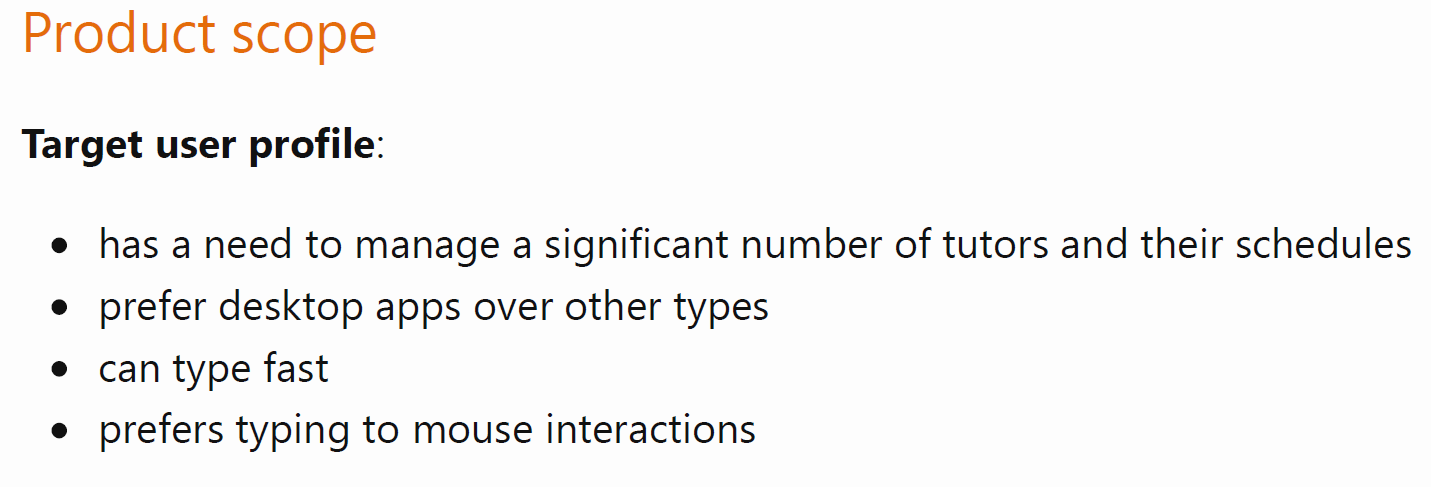 Product scope
Target user profile:
• has a need to manage a significant number of tutors and their schedules
• prefer desktop apps over other types
• can type fast
• prefers typing to mouse interactions